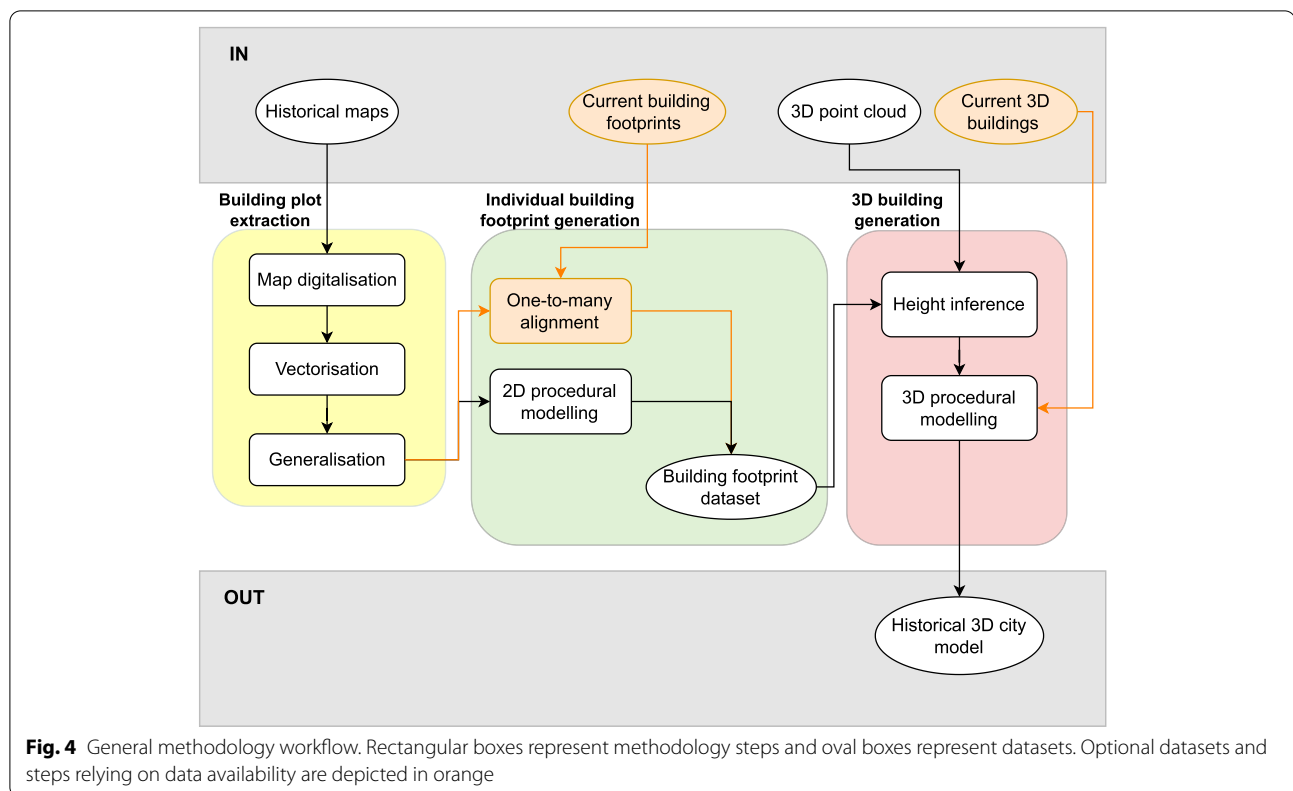 IN
Historical maps
Current building
footprints
3D point cloud
Current 3D
buildings
Building plot
extraction
Individual building
footprint generation
3D building
generation
Map digitalisation
Vectorisation
Generalisation
One-to-many
alignment
2D procedural
modelling
Building footprint
dataset
Height inference
3D procedural
modelling
OUT
Historical 3D city
model
Fig. 4 General methodology workflow. Rectangular boxes represent methodology steps and oval boxes represent datasets. Optional datasets and
steps relying on data availability are depicted in orange